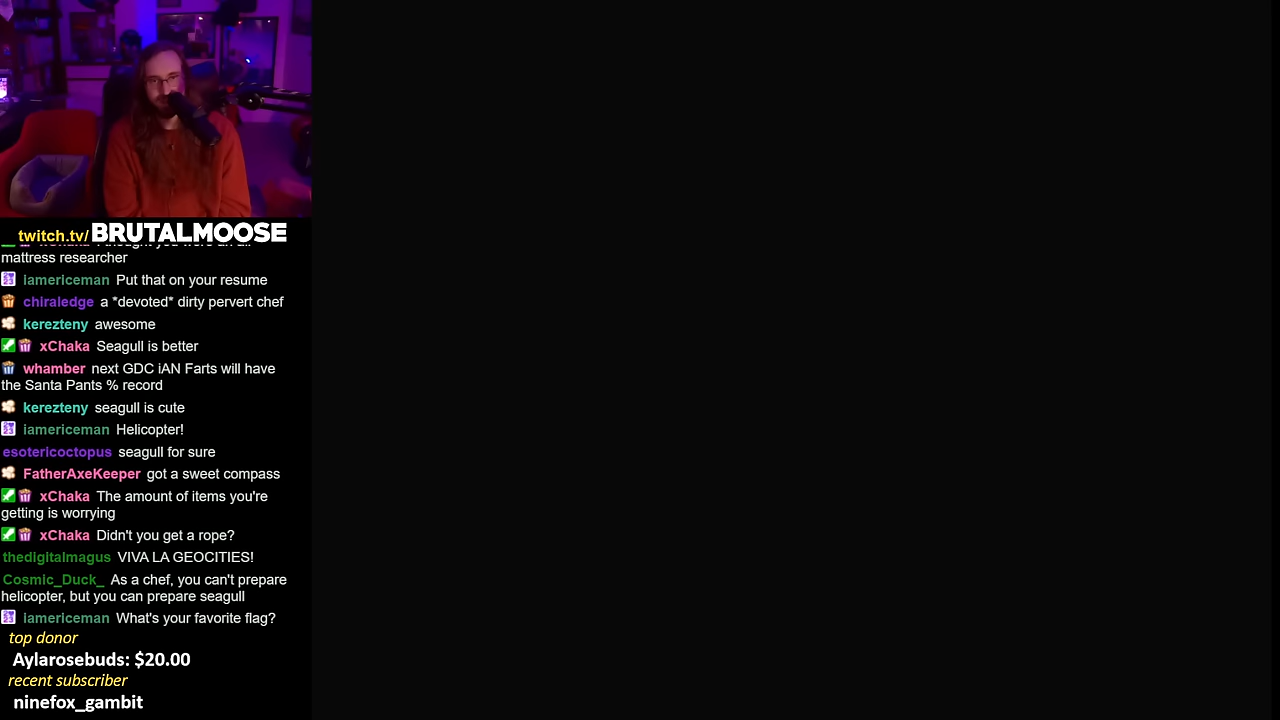 twitch.tv/BRUTALMOOSE
mattress researcher
iamericeman Put that on your resume
chiraledge a *devoted* dirty pervert chef
kerezteny awesome
xChaka Seagull is better
whamber next GDC iAN Farts will have
the Santa Pants % record
kerezteny seagull is cute
iamericeman Helicopter!
esotericoctopus seagull for sure
FatherAxeKeeper got a sweet compass
xChaka The amount of items you're
getting is worrying
xChaka Didn't you get a rope?
thedigitalmagus VIVA LA GEOCITIES!
Cosmic_Duck_ As a chef, you can't prepare
helicopter, but you can prepare seagull
iamericeman What's your favorite flag?
top donor
Aylarosebuds: $20.00
recent subscriber
ninefox_gambit